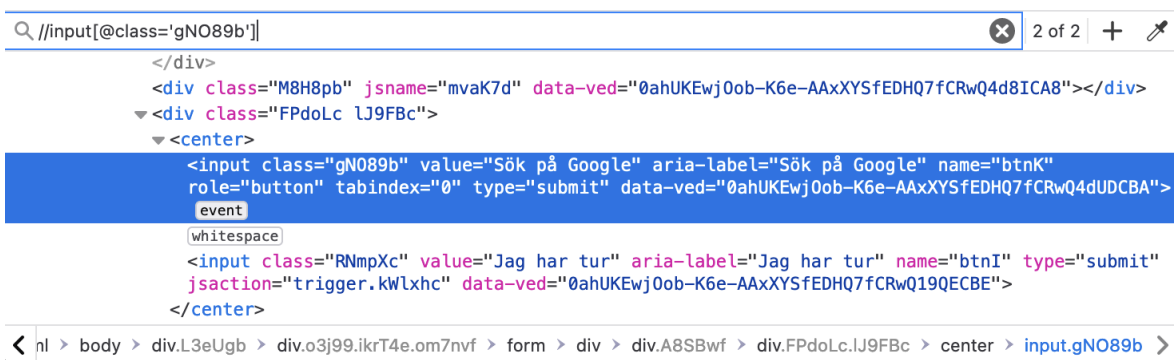 //input[@class='gNO89b'] 2 of 2
</div>
<div class="M8H8pb" jsname="mvaK7d" data-ved="0ahUKEwjOob-K6e-AAxXYSfEDHQ7fCRwQ4d8ICA8"></div>
<div class="FPdoLc lJ9FBc">
<center>
<input class="gNO89b" value="Sök på Google" aria-label="Sök på Google" name="btnK"
role="button" tabindex="0" type="submit" data-ved="0ahUKEwjOob-K6e-AAxXYSfEDHQ7fCRwQ4dUDCBA">
event
whitespace
<input class="RNmpXc" value="Jag har tur" aria-label="Jag har tur" name="btnI" type="submit"
jsaction="trigger.kWlxhc" data-ved="0ahUKEwjOob-K6e-AAxXYSfEDHQ7fCRwQ19QECBE">
</center>
nl > body > div.L3eUgb > div.o3j99.ikrT4e.om7nvf > form > div > div.A8SBwf > div.FPdoLc.lJ9FBc > center > input.gNO89b >